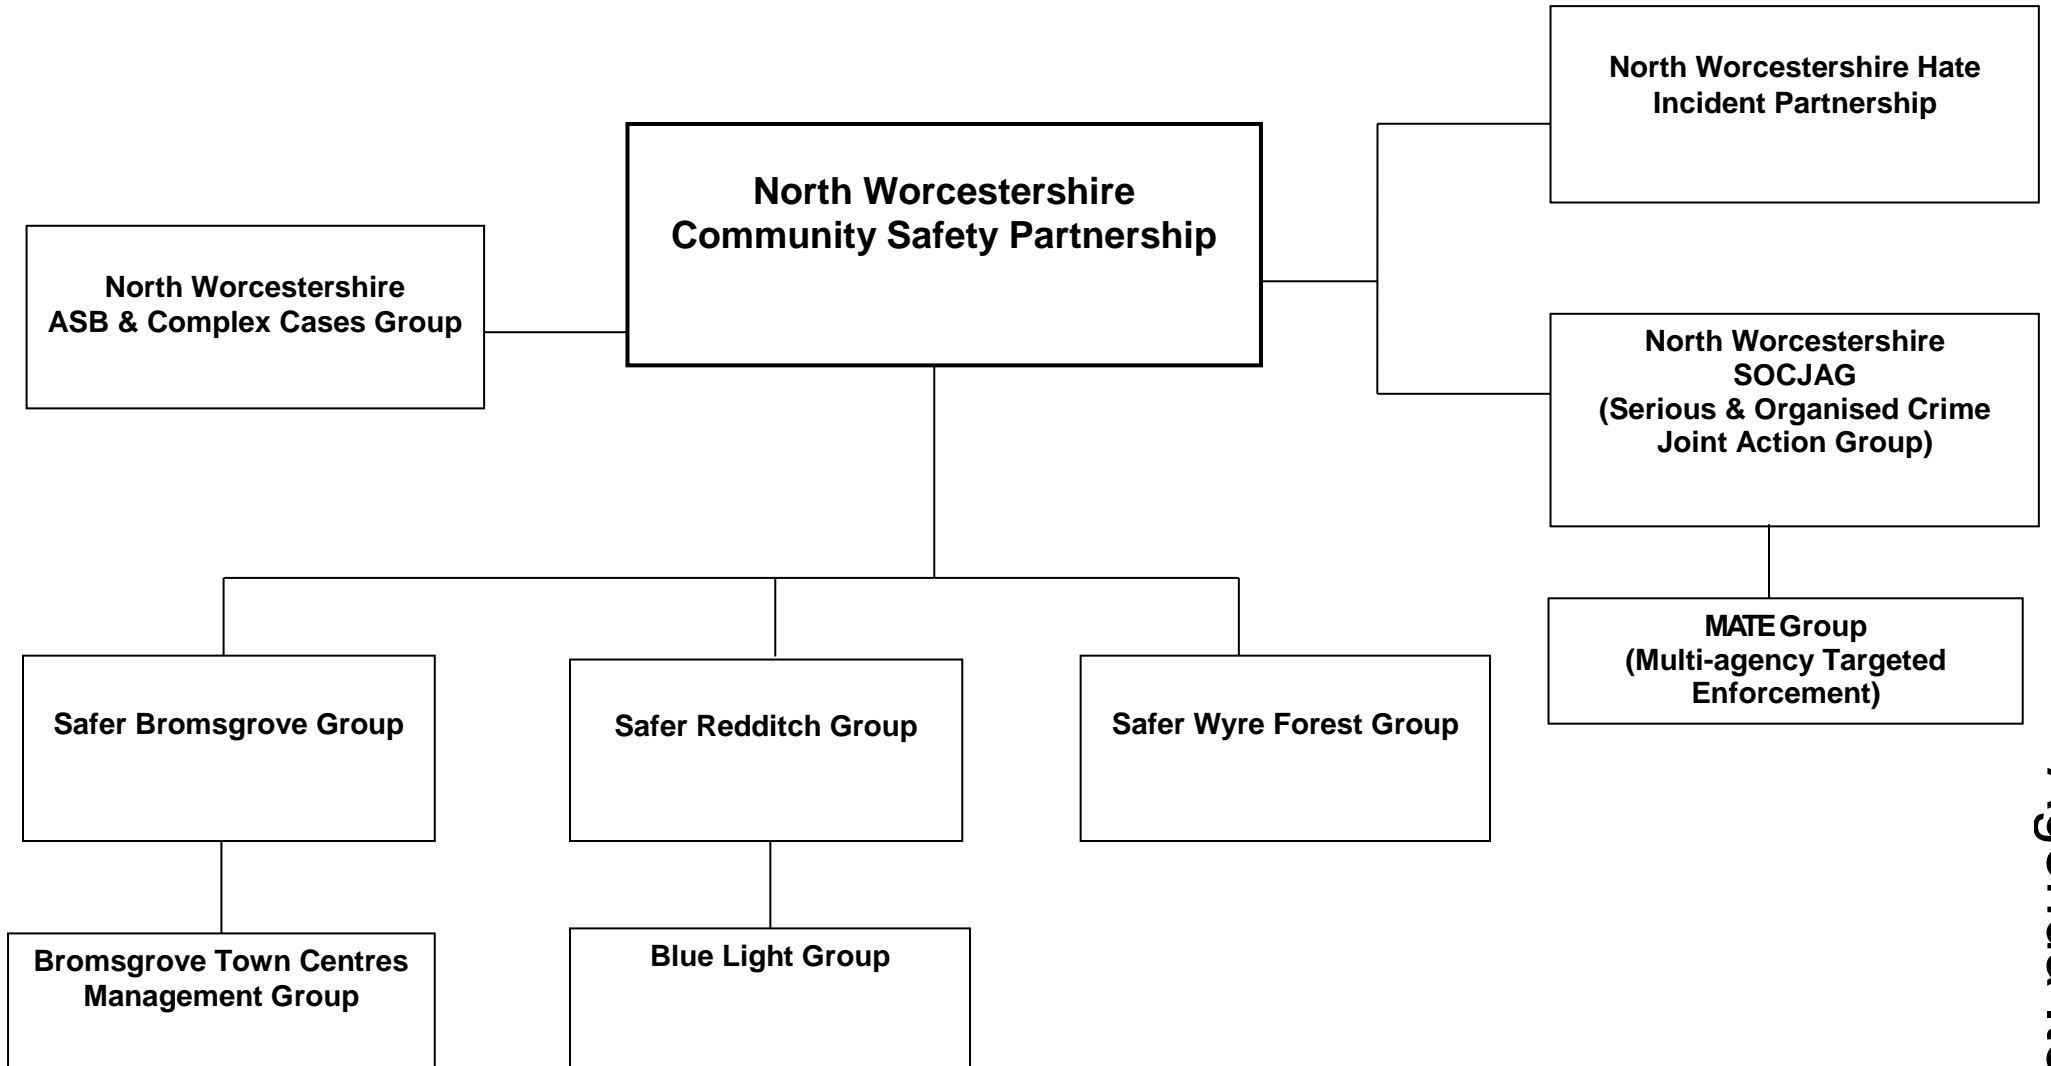 North Worcestershire Hate
Incident Partnership
North Worcestershire
Community Safety Partnership
North Worcestershire
ASB & Complex Cases Group
North Worcestershire
SOCJAG
(Serious & Organised Crime
Joint Action Group)
MATE Group
(Multi-agency Targeted
Enforcement)
Safer Bromsgrove Group
Safer Redditch Group
Safer Wyre Forest Group
Bromsgrove Town Centres
Management Group
Blue Light Group